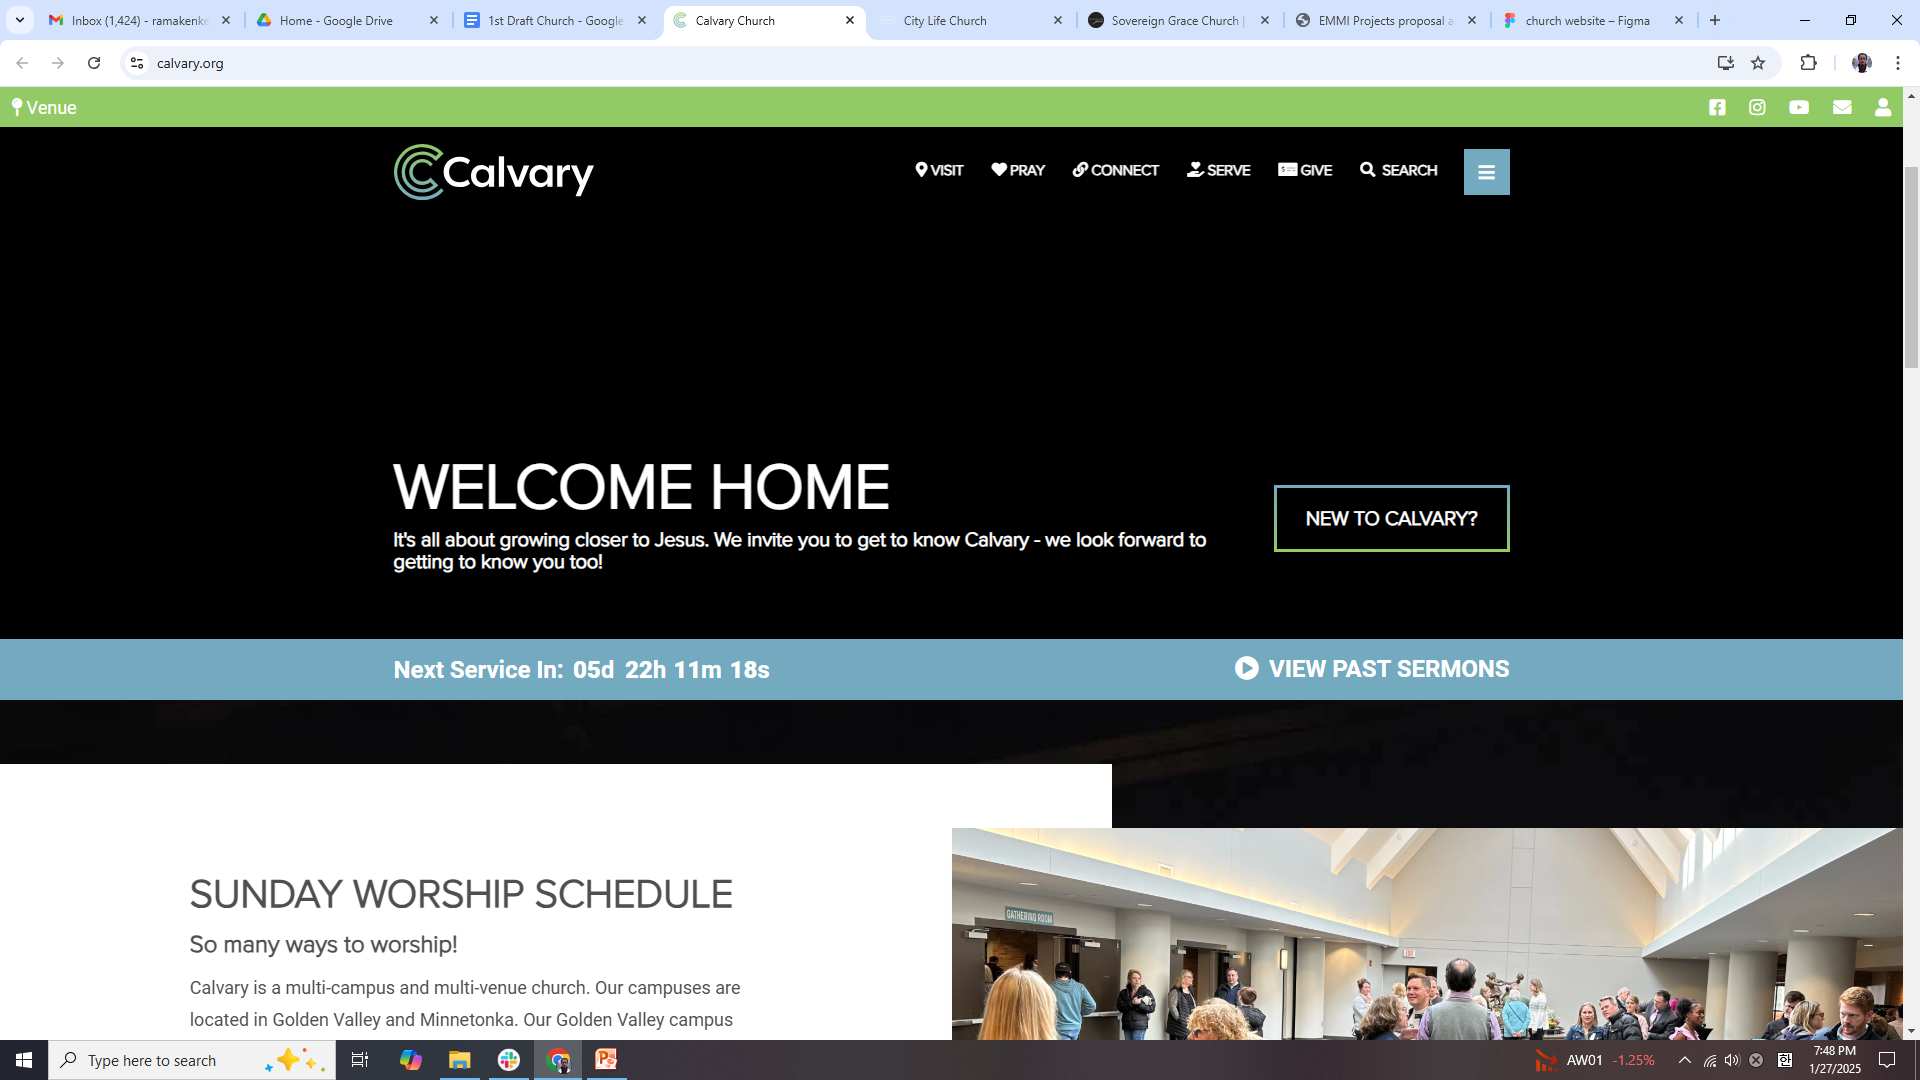 Inbox (1,424) - ramakenke
Home - Google Drive
1st Draft Church - Google
Calvary Church
City Life Church
Sovereign Grace Church |
EMMI Projects proposal a
church website – Figma
calvary.org
Venue
Calvary
VISIT
PRAY
CONNECT
SERVE
GIVE
SEARCH
WELCOME HOME
It's all about growing closer to Jesus. We invite you to get to know Calvary - we look forward to
getting to know you too!
NEW TO CALVARY?
Next Service In: 05d 22h 11m 18s
VIEW PAST SERMONS
SUNDAY WORSHIP SCHEDULE
So many ways to worship!
Calvary is a multi-campus and multi-venue church. Our campuses are
located in Golden Valley and Minnetonka. Our Golden Valley campus
GATHERING ROOM
Type here to search
AW01 -1.25%
한
7:48 PM
1/27/2025